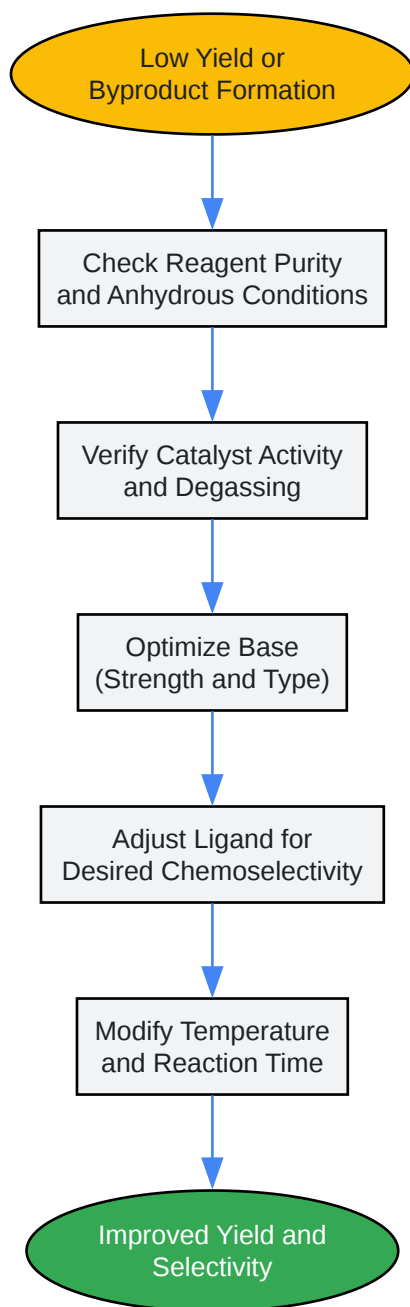 Low Yield or
Byproduct Formation
Check Reagent Purity
and Anhydrous Conditions
Verify Catalyst Activity
and Degassing
Optimize Base
(Strength and Type)
Adjust Ligand for
Desired Chemoselectivity
Modify Temperature
and Reaction Time
Improved Yield and
Selectivity